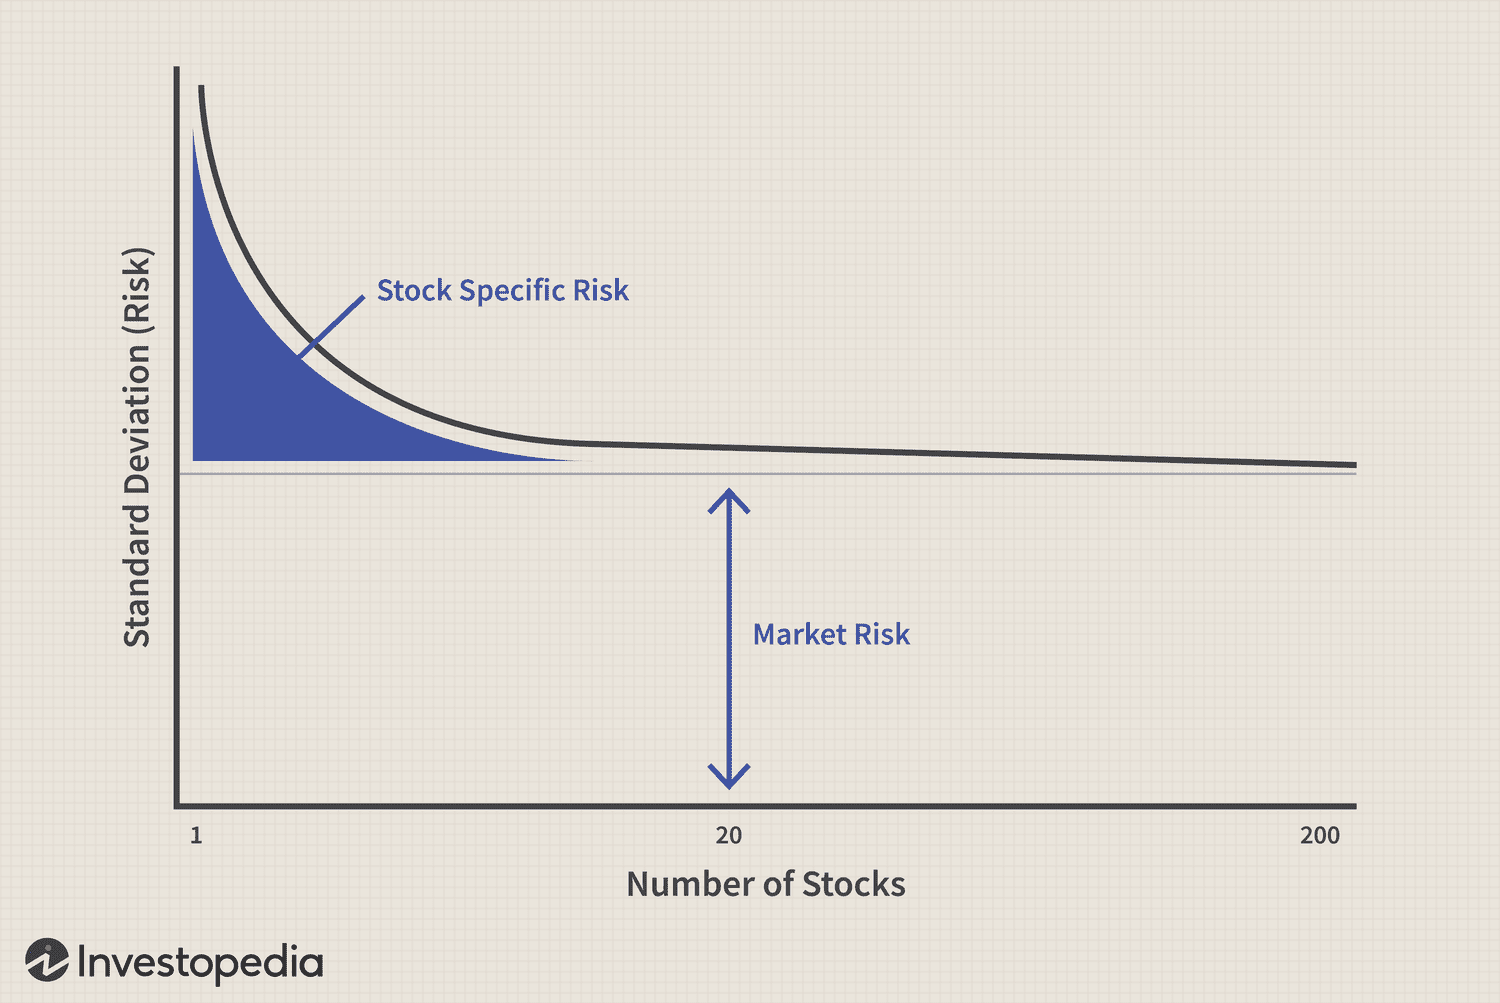 Standard Deviation (Risk)
Stock Specific Risk
Market Risk
1
20
200
Number of Stocks
Investopedia